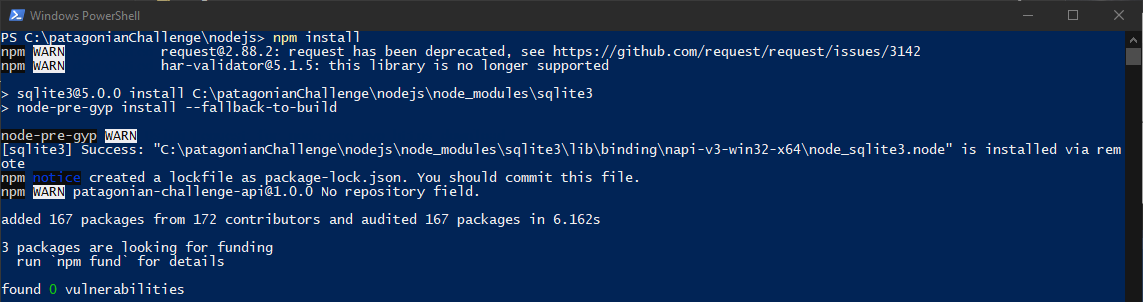 Windows PowerShell
PS C:\patagonianChallenge\nodejs> npm install
npm WARN            request@2.88.2: request has been deprecated, see https://github.com/request/request/issues/3142
npm WARN            har-validator@5.1.5: this library is no longer supported
> sqlite3@5.0.0 install C:\patagonianChallenge\nodejs\node_modules\sqlite3
> node-pre-gyp install --fallback-to-build
node-pre-gyp WARN
[sqlite3] Success: "C:\patagonianChallenge\nodejs\node_modules\sqlite3\lib\binding\napi-v3-win32-x64\node_sqlite3.node" is installed via rem
ote
npm notice created a lockfile as package-lock.json. You should commit this file.
npm WARN patagonian-challenge-api@1.0.0 No repository field.
added 167 packages from 172 contributors and audited 167 packages in 6.162s
3 packages are looking for funding
  run `npm fund` for details
found 0 vulnerabilities